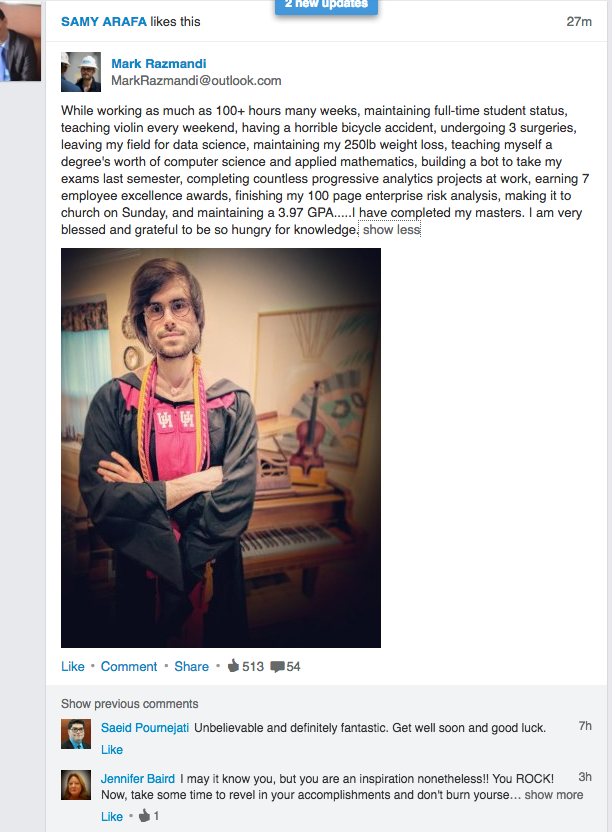 2 new updates
SAMY ARAFA likes this 27m
Mark Razmandi
MarkRazmandi@outlook.com
While working as much as 100+ hours many weeks, maintaining full-time student status,
teaching violin every weekend, having a horrible bicycle accident, undergoing 3 surgeries,
leaving my field for data science, maintaining my 250lb weight loss, teaching myself a
degree's worth of computer science and applied mathematics, building a bot to take my
exams last semester, completing countless progressive analytics projects at work, earning 7
employee excellence awards, finishing my 100 page enterprise risk analysis, making it to
church on Sunday, and maintaining a 3.97 GPA.....I have completed my masters. I am very
blessed and grateful to be so hungry for knowledge. show less
UH UH
Like • Comment • Share • 513 54
Show previous comments
Saeid Pournejati Unbelievable and definitely fantastic. Get well soon and good luck. 7h
Like
Jennifer Baird I may it know you, but you are an inspiration nonetheless!! You ROCK! 3h
Now, take some time to revel in your accomplishments and don't burn yourse… show more
Like • 1